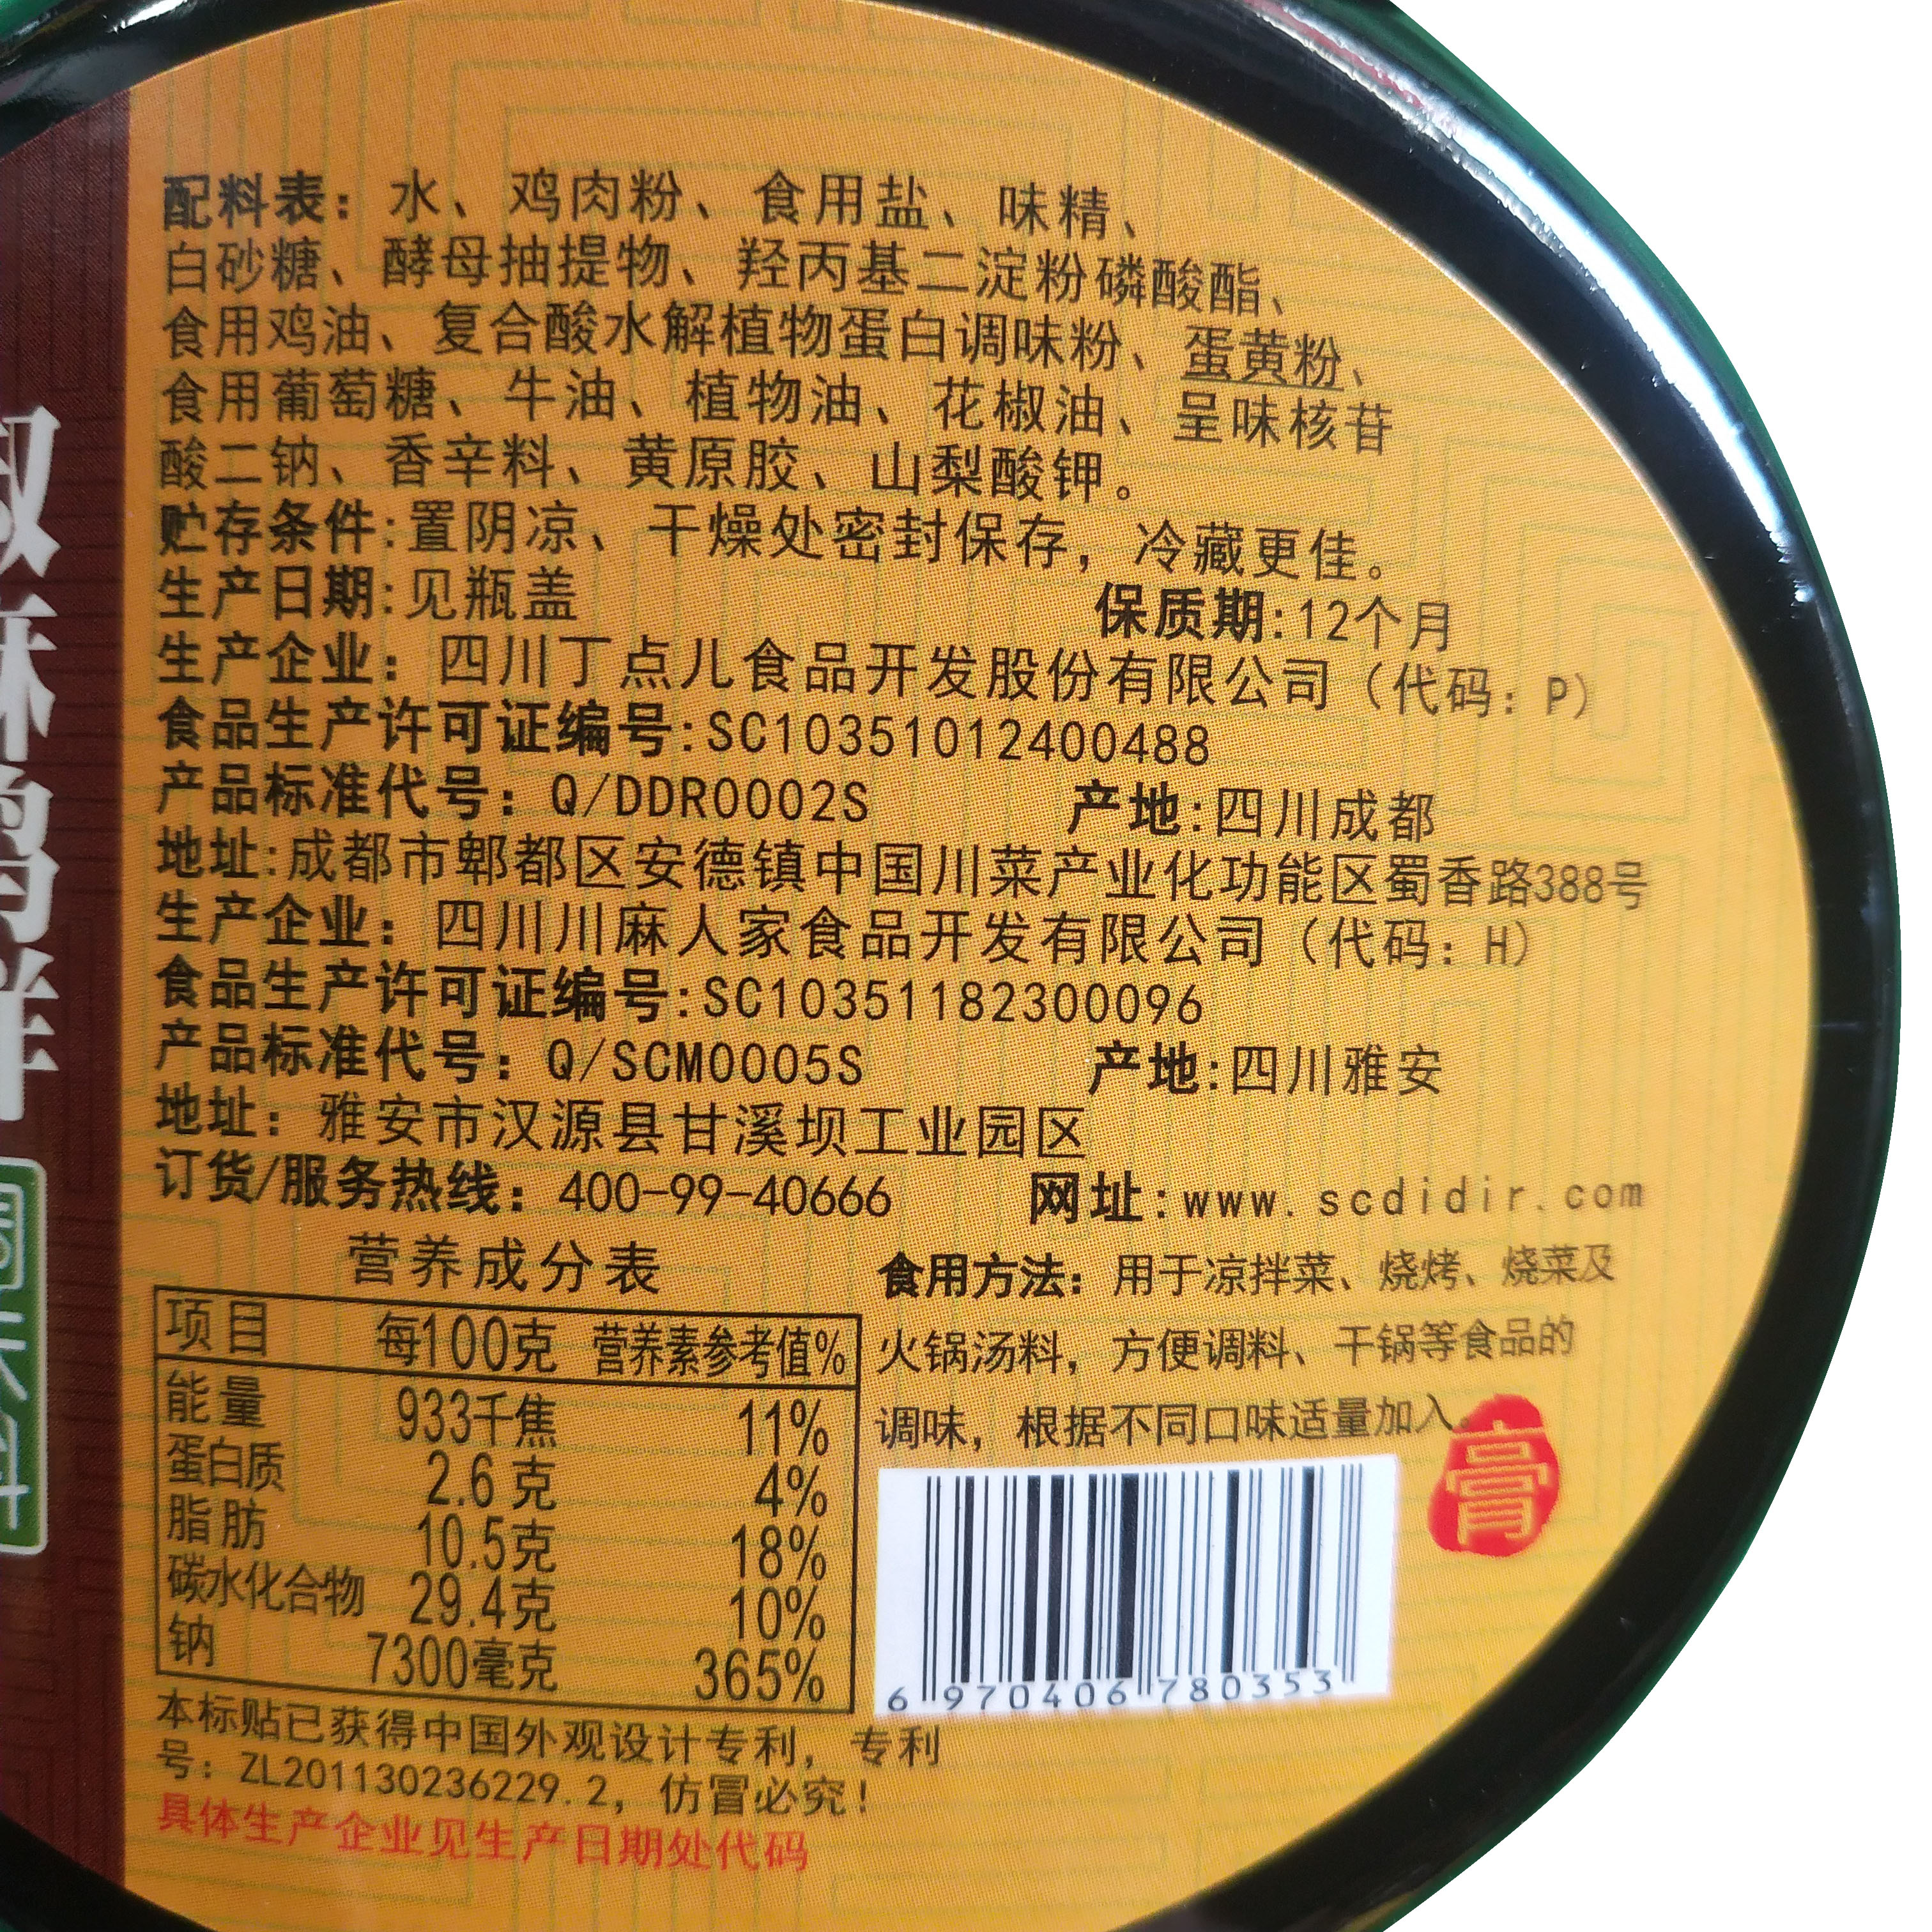 配料表：水、鸡肉粉、食用盐、味精、
白砂糖、酵母抽提物、羟丙基二淀粉磷酸酯、
食用鸡油、复合酸水解植物蛋白调味粉、蛋黄粉、
食用葡萄糖、牛油、植物油、花椒油、呈味核苷
酸二钠、香辛料、黄原胶、山梨酸钾。
贮存条件:置阴凉、干燥处密封保存，冷藏更佳。
生产日期:见瓶盖 保质期:12个月
生产企业：四川丁点儿食品开发股份有限公司（代码：P）
食品生产许可证编号:SC10351012400488
产品标准代号：Q/DDR0002S 产地:四川成都
地址:成都市郫都区安德镇中国川菜产业化功能区蜀香路388号
生产企业：四川川麻人家食品开发有限公司（代码：H）
食品生产许可证编号:SC10351182300096
产品标准代号：Q/SCM0005S 产地:四川雅安
地址：雅安市汉源县甘溪坝工业园区
订货/服务热线：400-99-40666 网址:www.scdidir.com
营养成分表
项目 每100克 营养素参考值%
能量 933千焦 11%
蛋白质 2.6克 4%
脂肪 10.5克 18%
碳水化合物 29.4克 10%
钠 7300毫克 365%
食用方法：用于凉拌菜、烧烤、烧菜及
火锅汤料，方便调料、干锅等食品的
调味，根据不同口味适量加入。
膏
6 970406 780353
本标贴已获得中国外观设计专利，专利
号：ZL201130236229.2，仿冒必究！
具体生产企业见生产日期处代码